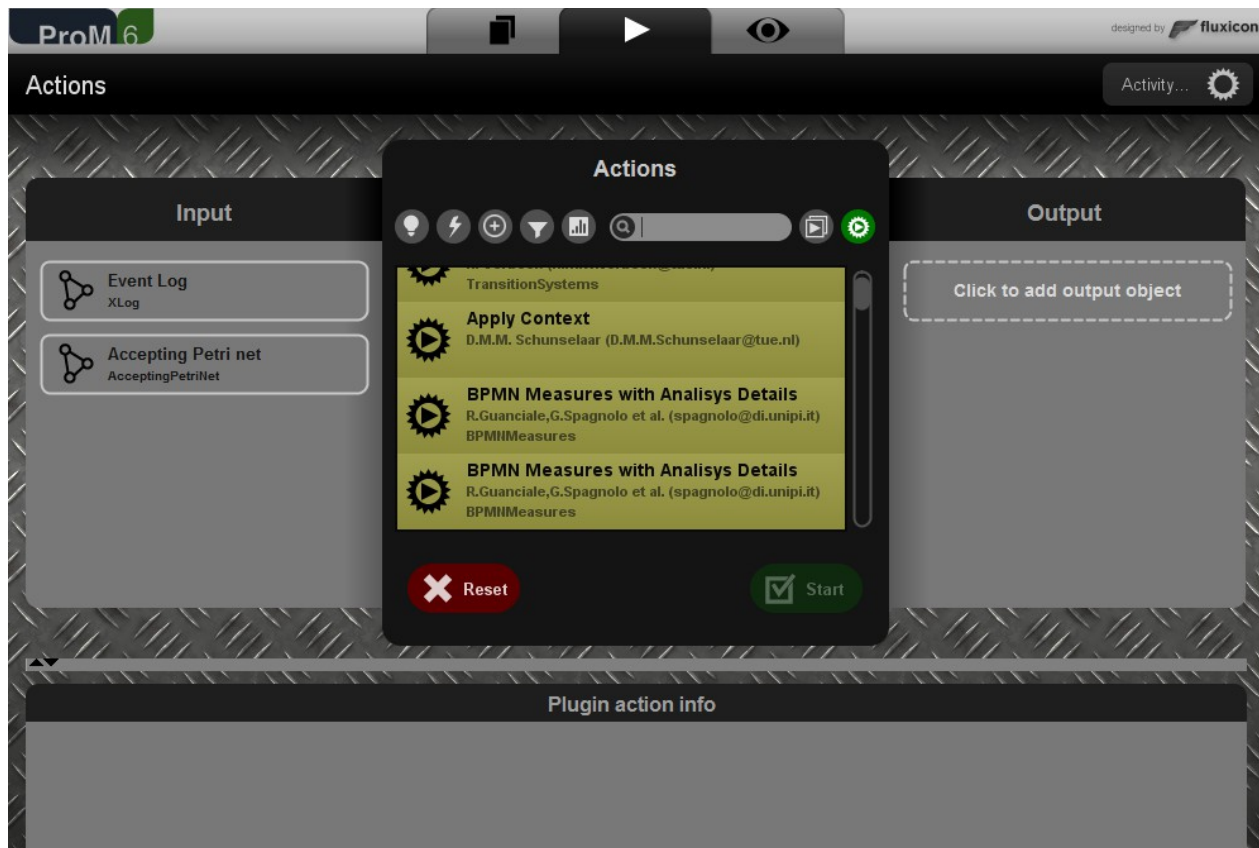 ProM 6
designed by fluxicon
Actions
Activity...
Actions
Input
Output
Event Log
XLog
Accepting Petri net
AcceptingPetriNet
TransitionSystems
Apply Context
D.M.M. Schunselaar (D.M.M.Schunselaar@tue.nl)
BPMN Measures with Analisys Details
R.Guanciale,G.Spagnolo et al. (spagnolo@di.unipi.it)
BPMNMeasures
BPMN Measures with Analisys Details
R.Guanciale,G.Spagnolo et al. (spagnolo@di.unipi.it)
BPMNMeasures
Click to add output object
Reset
Start
Plugin action info